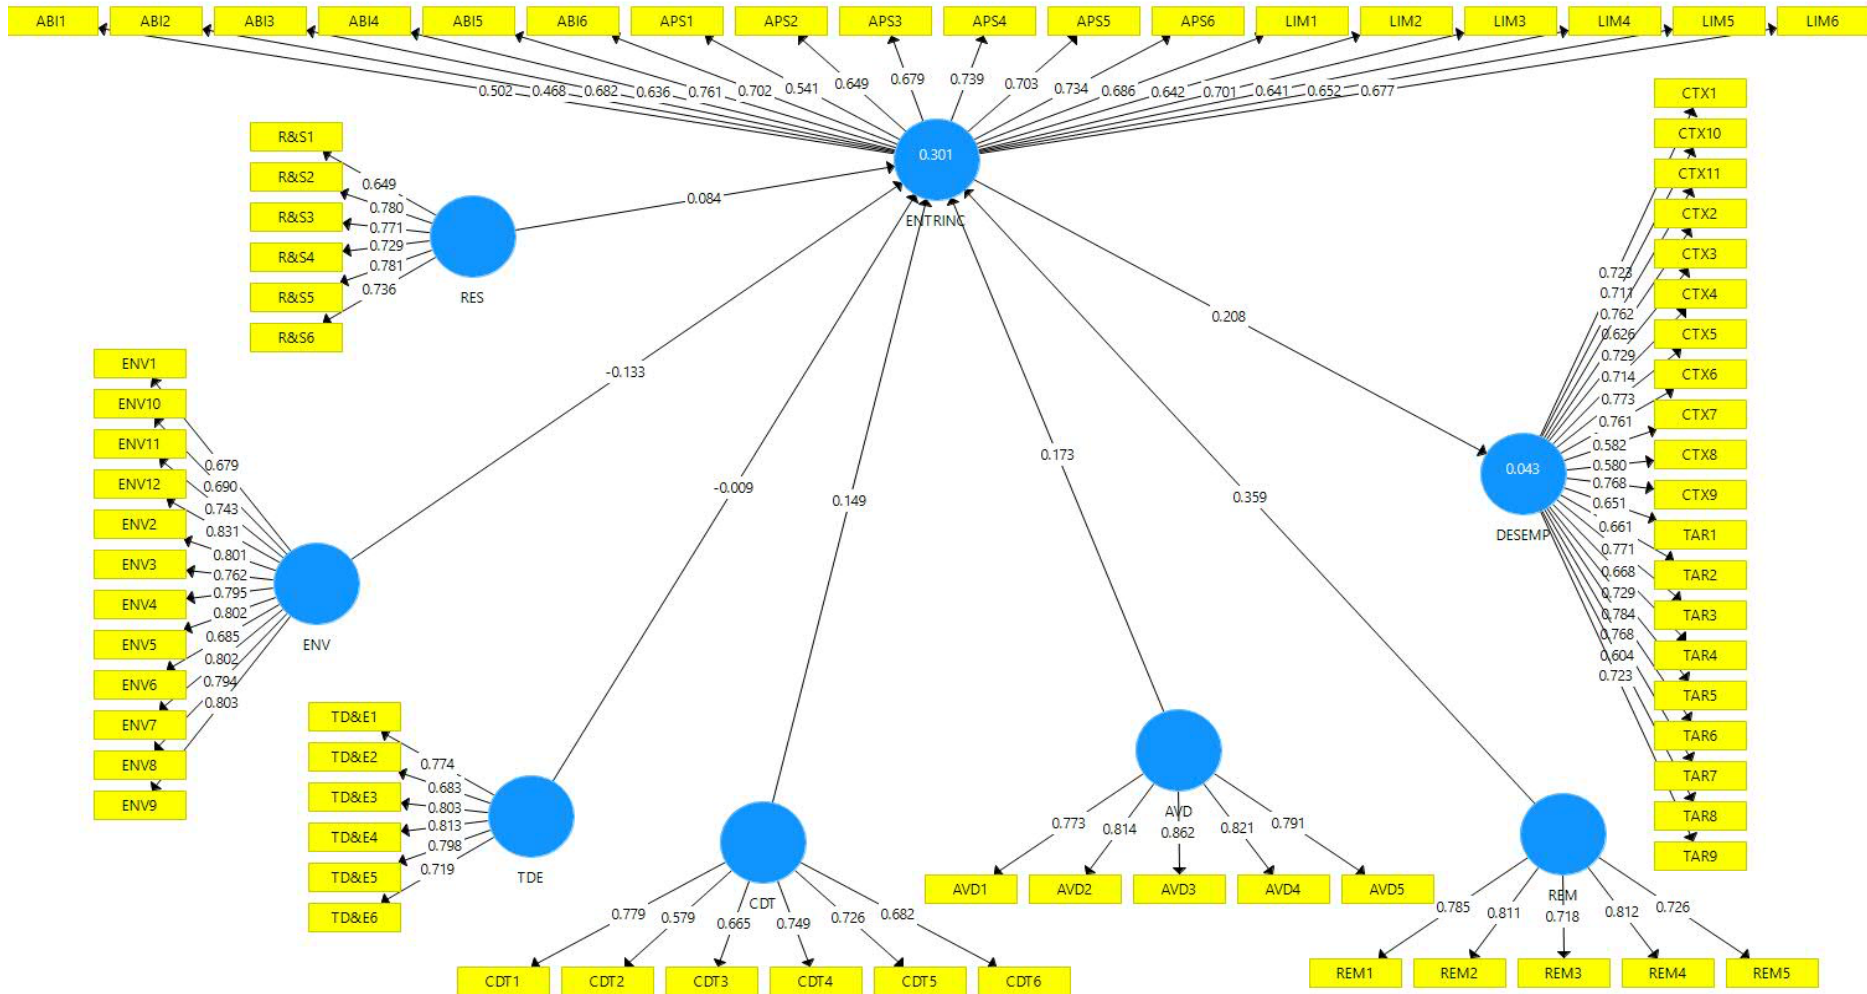 ABI1 ABI2 ABI3 ABI4 ABI5 ABI6 APS1 APS2 APS3 APS4 APS5 APS6 LIM1 LIM2 LIM3 LIM4 LIM5 LIM6
0.502 0.468 0.682 0.636 0.761 0.702 0.541 0.649 0.679 0.739 0.703 0.734 0.686 0.642 0.701 0.641 0.652 0.677
0.301
ENTRINC
R&S1
R&S2
R&S3
R&S4
R&S5
R&S6
0.649
0.780
0.771
0.729
0.781
0.736
RES
0.084
ENV1
ENV10
ENV11
ENV12
ENV2
ENV3
ENV4
ENV5
ENV6
ENV7
ENV8
ENV9
0.679
0.690
0.743
0.831
0.801
0.762
0.795
0.802
0.685
0.802
0.794
0.803
ENV
-0.133
TD&E1
TD&E2
TD&E3
TD&E4
TD&E5
TD&E6
0.774
0.683
0.803
0.813
0.798
0.719
TDE
-0.009
0.149
CDT
0.779 0.579 0.665 0.749 0.726 0.682
CDT1 CDT2 CDT3 CDT4 CDT5 CDT6
0.173
AVD
0.773 0.814 0.862 0.821 0.791
AVD1 AVD2 AVD3 AVD4 AVD5
0.359
REM
0.785 0.811 0.718 0.812 0.726
REM1 REM2 REM3 REM4 REM5
0.208
0.043
DESEMP
0.723
0.711
0.762
0.626
0.729
0.714
0.773
0.761
0.582
0.580
0.768
0.651
0.661
0.771
0.668
0.729
0.784
0.768
0.604
0.723
CTX1
CTX10
CTX11
CTX2
CTX3
CTX4
CTX5
CTX6
CTX7
CTX8
CTX9
TAR1
TAR2
TAR3
TAR4
TAR5
TAR6
TAR7
TAR8
TAR9